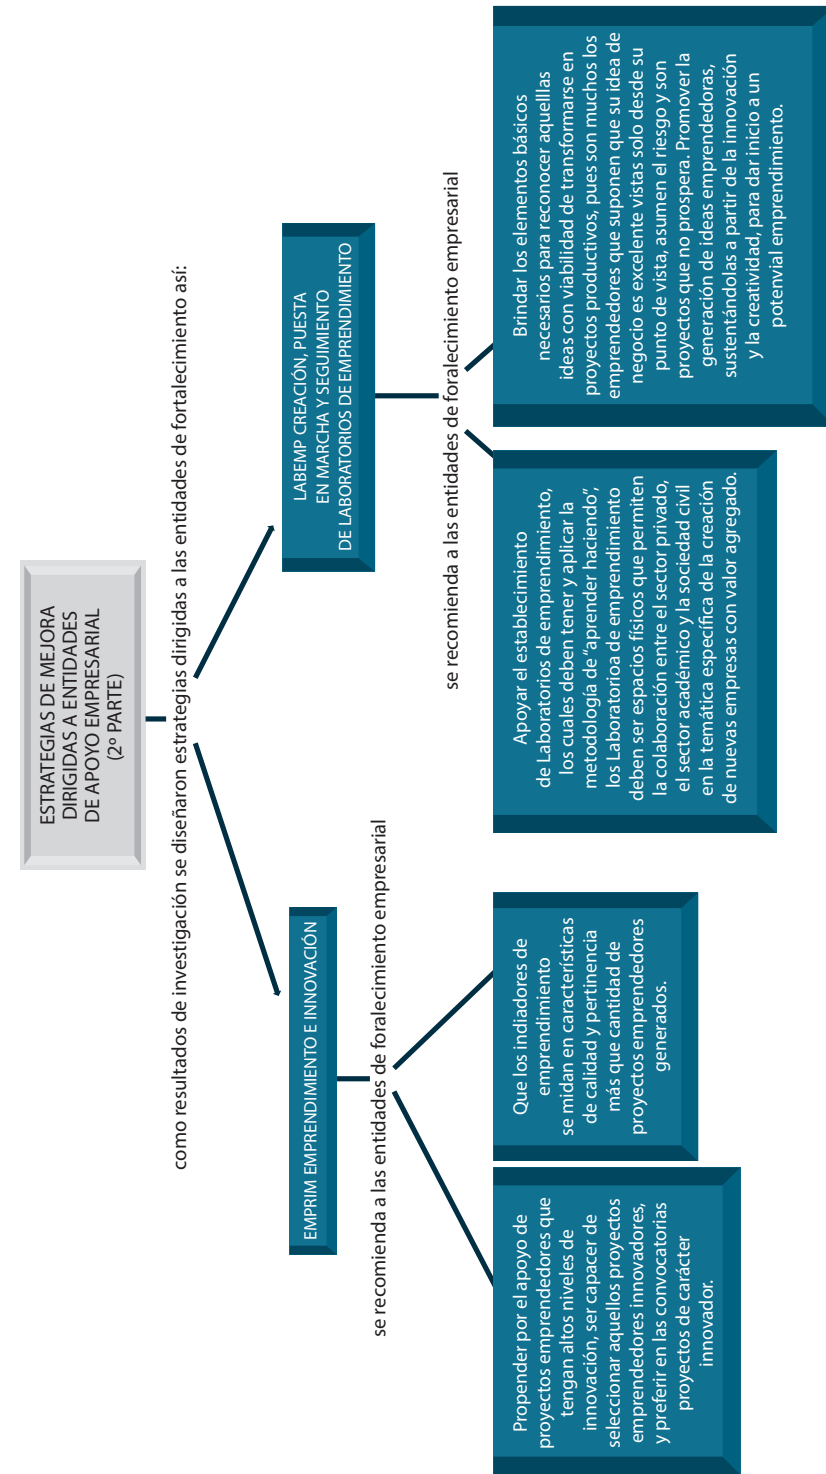 ESTRATEGIAS DE MEJORA
DIRIGIDAS A ENTIDADES
DE APOYO EMPRESARIAL
(2º PARTE)
como resultados de investigación se diseñaron estrategias dirigidas a las entidades de fortalecimiento así:
EMPRIM EMPRENDIMIENTO E INNOVACIÓN
se recomienda a las entidades de foralecimiento empresarial
Propender por el apoyo de
proyectos emprendedores que
tengan altos niveles de
innovación, ser capacer de
seleccionar aquellos proyectos
emprendedores innovadores,
y preferir en las convocatorias
proyectos de carácter
innovador.
Que los indiadores de
emprendimiento
se midan en características
de calidad y pertinencia
más que cantidad de
proyectos emprendedores
generados.
LABEMP CREACIÓN, PUESTA
EN MARCHA Y SEGUIMIENTO
DE LABORATORIOS DE EMPRENDIMIENTO
se recomienda a las entidades de foralecimiento empresarial
Apoyar el establecimiento
de Laboratorios de emprendimiento,
los cuales deben tener y aplicar la
metodología de "aprender haciendo",
los Laboratorioa de emprendimiento
deben ser espacios físicos que permiten
la colaboración entre el sector privado,
el sector académico y la sociedad civil
en la temática específica de la creación
de nuevas empresas con valor agregado.
Brindar los elementos básicos
necesarios para reconocer aquelllas
ideas con viabilidad de transformarse en
proyectos productivos, pues son muchos los
emprendedores que suponen que su idea de
negocio es excelente vistas solo desde su
punto de vista, asumen el riesgo y son
proyectos que no prospera. Promover la
generación de ideas emprendedoras,
sustentándolas a partir de la innovación
y la creatividad, para dar inicio a un
potenvial emprendimiento.